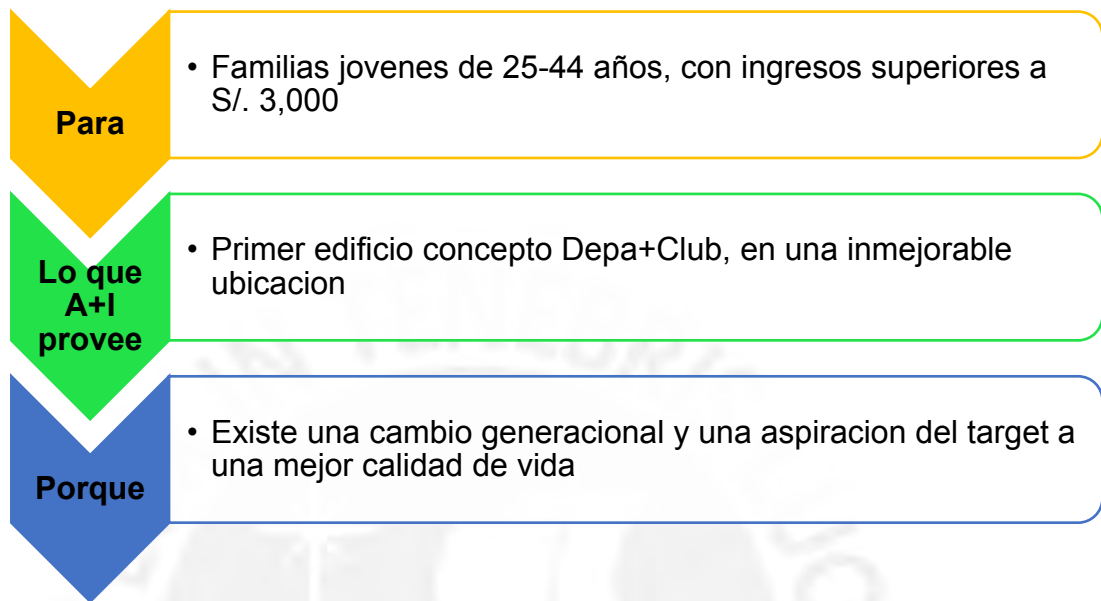 Para
• Familias jovenes de 25-44 años, con ingresos superiores a
S/. 3,000
Lo que
A+I
provee
• Primer edificio concepto Depa+Club, en una inmejorable
ubicacion
Porque
• Existe una cambio generacional y una aspiracion del target a
una mejor calidad de vida